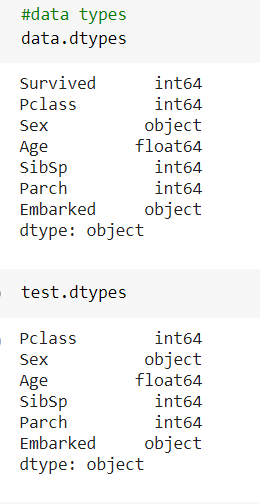 #data types
data.dtypes
Survived int64
Pclass int64
Sex object
Age float64
SibSp int64
Parch int64
Embarked object
dtype: object
test.dtypes
Pclass int64
Sex object
Age float64
SibSp int64
Parch int64
Embarked object
dtype: object